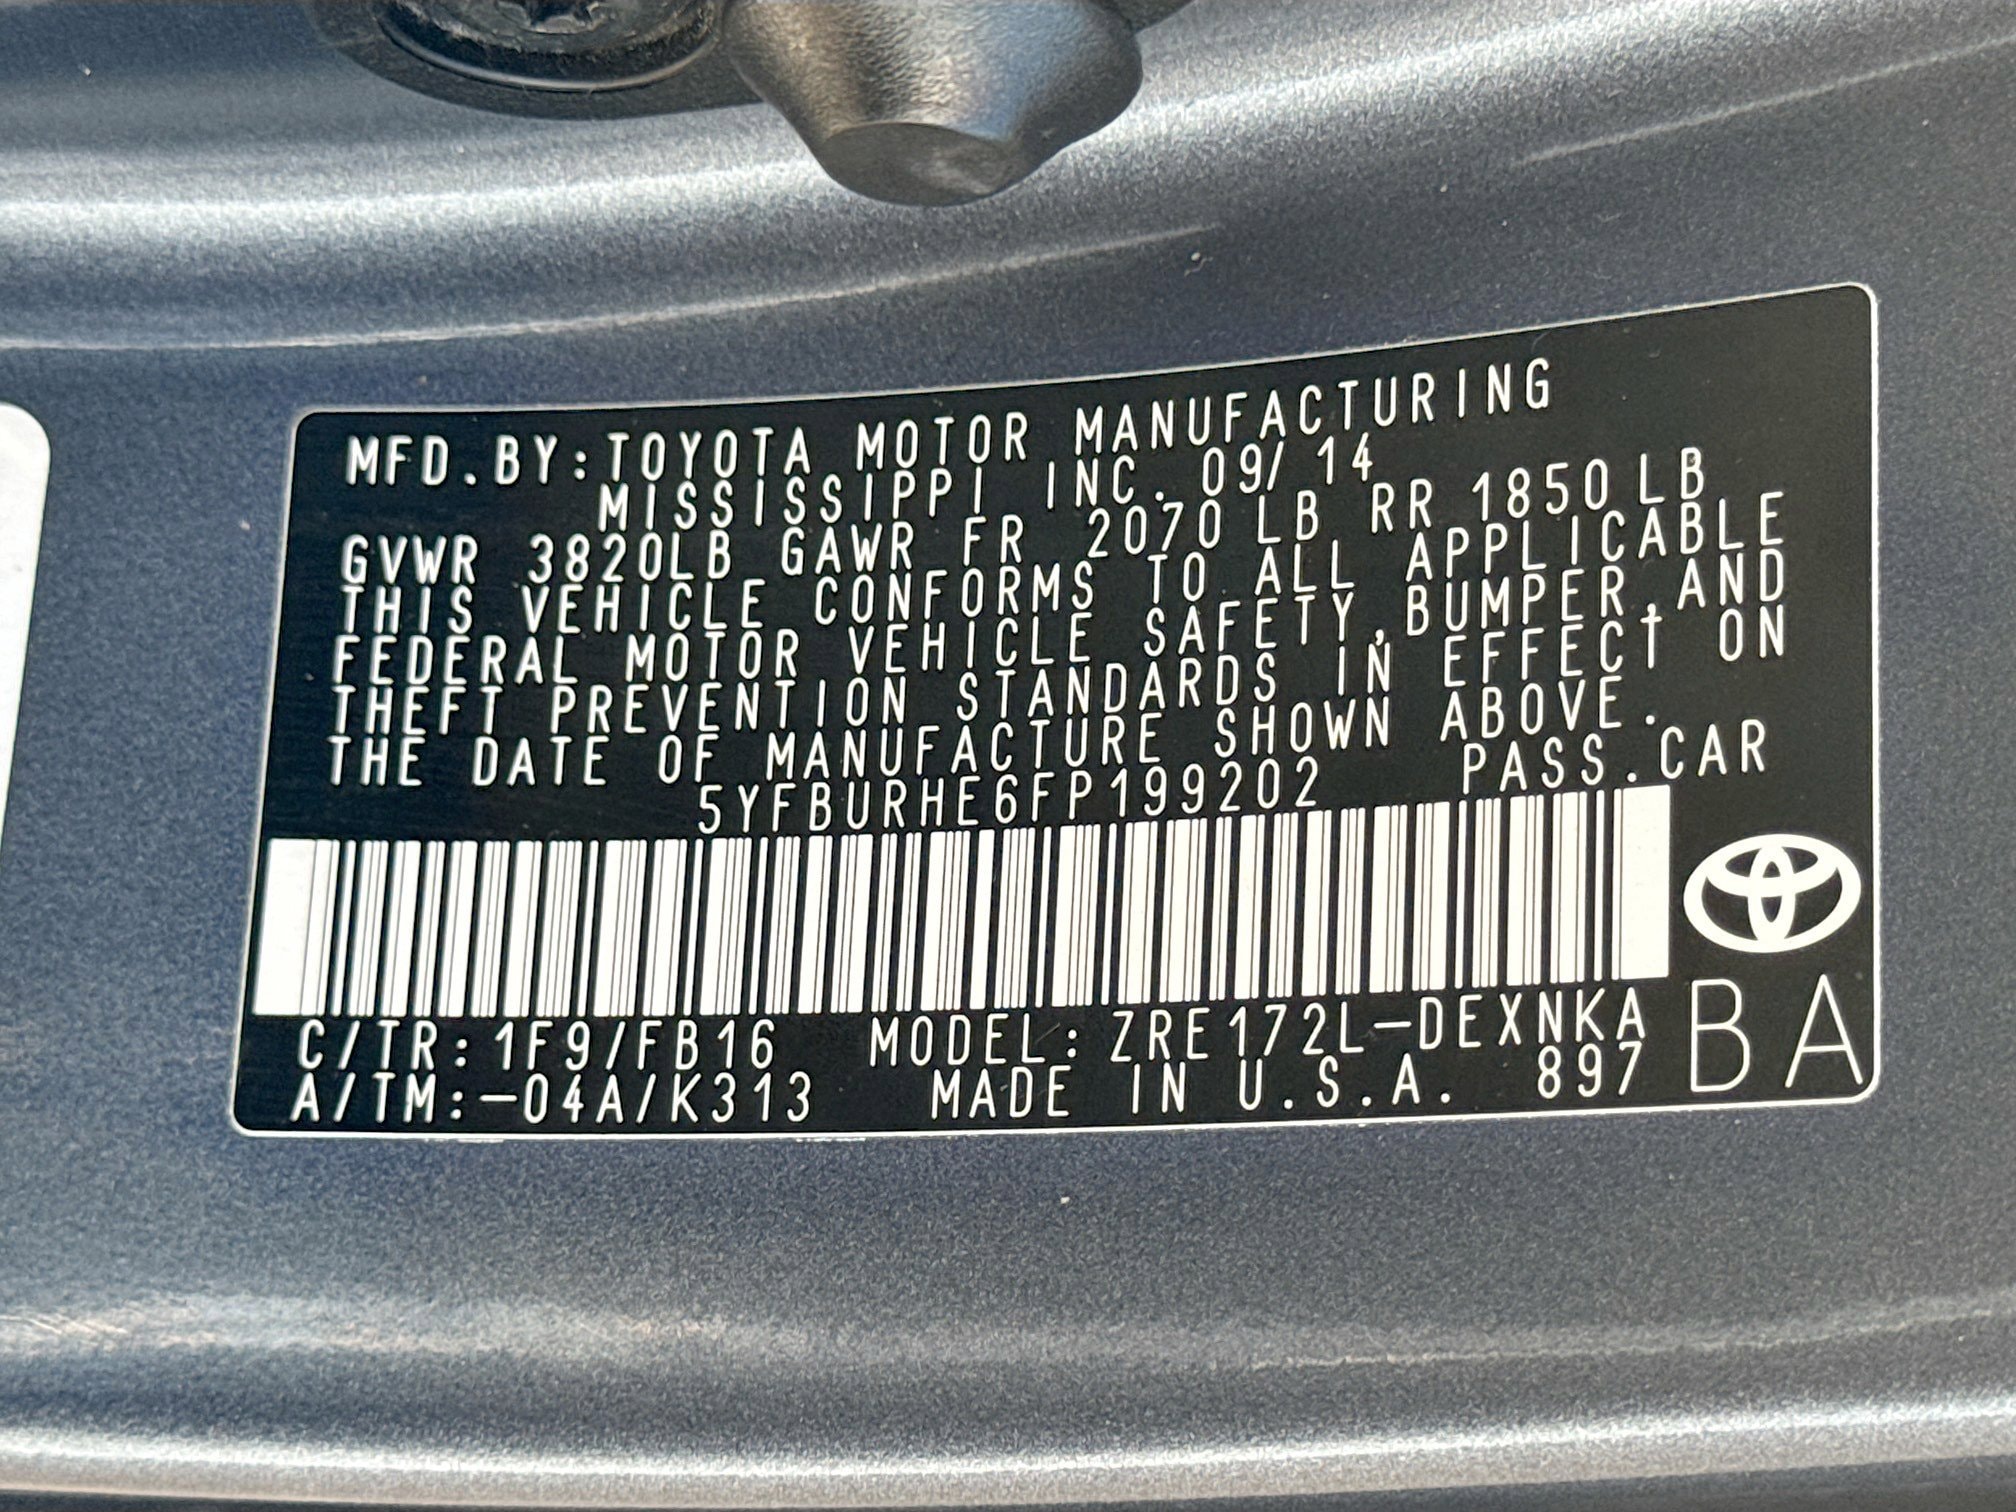 MFD.BY:TOYOTA MOTOR MANUFACTURING
MISSISSIPPI INC. 09/14
GVWR 3820LB GAWR FR 2070 LB RR 1850 LB
THIS VEHICLE CONFORMS TO ALL APPLICABLE
FEDERAL MOTOR VEHICLE SAFETY,BUMPER,AND
THEFT PREVENTION STANDARDS IN EFFECT ON
THE DATE OF MANUFACTURE SHOWN ABOVE.
5YFBURHE6FP199202 PASS.CAR
C/TR:1F9/FB16 MODEL:ZRE172L-DEXNKA
A/TM:-04A/K313 MADE IN U.S.A. 897
BA